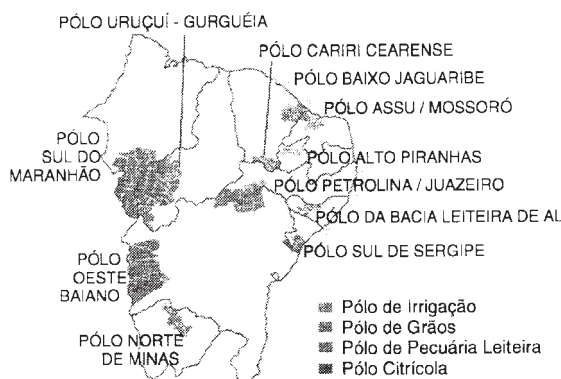 PÓLO URUÇUÍ - GURGUÉIA
PÓLO CARIRI CEARENSE
PÓLO BAIXO JAGUARIBE
PÓLO ASSU / MOSSORÓ
PÓLO
SUL DO
MARANHÃO
PÓLO ALTO PIRANHAS
PÓLO PETROLINA / JUAZEIRO
PÓLO DA BACIA LEITEIRA DE AL
PÓLO SUL DE SERGIPE
PÓLO
OESTE
BAIANO
PÓLO NORTE
DE MINAS
Pólo de Irrigação
Pólo de Grãos
Pólo de Pecuária Leiteira
Pólo Citrícola